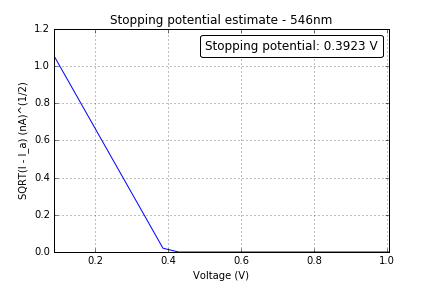 Stopping potential estimate - 546nm
Stopping potential: 0.3923 V
SQRT(I - I_a) (nA)^(1/2)
1.2
1.0
0.8
0.6
0.4
0.2
0.0
0.2 0.4 0.6 0.8 1.0
Voltage (V)